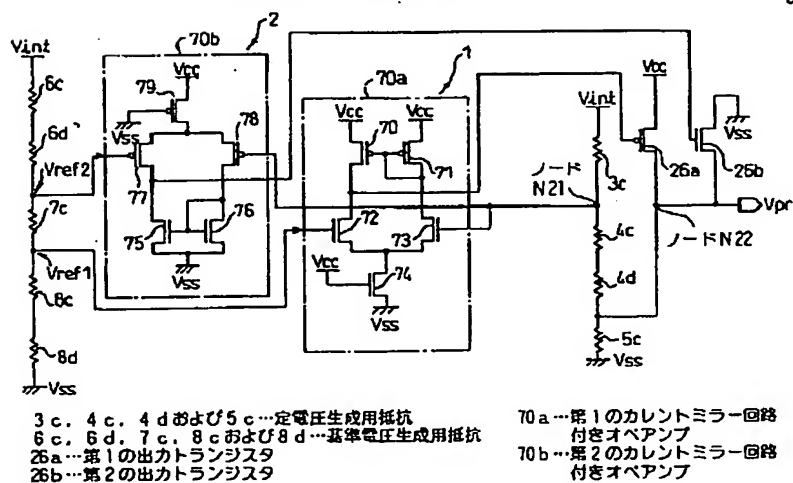 70b
2
Vint
Vcc
79
6c
Vss
78
6d
77
Vref2
75
76
7c
Vss
Vref1
8c
8d
Vss
70a
1
Vcc
Vcc
70
71
72
73
Vcc
74
Vss
Vint
3c
ノード
N21
4c
4d
5c
Vss
Vcc
26a
Vss
26b
Vpr
ノードN22
3c,4c,4dおよび5c…定電圧生成用抵抗
6c,6d,7c,8cおよび8d…基準電圧生成用抵抗
26a…第1の出力トランジスタ
26b…第2の出力トランジスタ
70a…第1のカレントミラー回路
付きオペアンプ
70b…第2のカレントミラー回路
付きオペアンプ